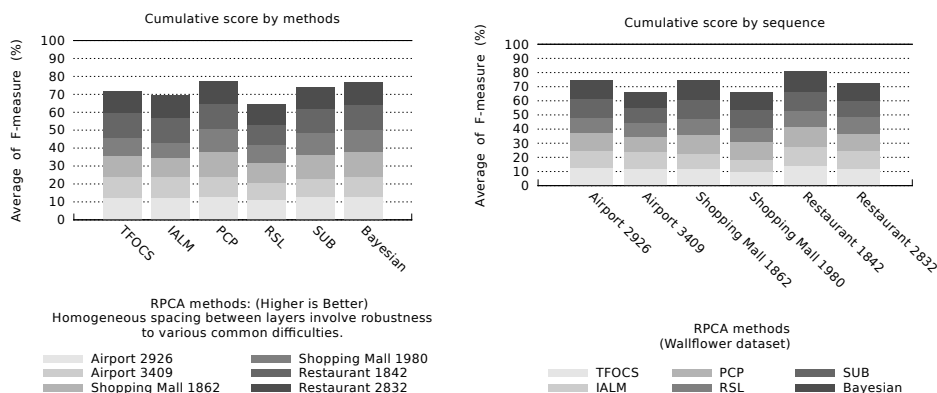 Cumulative score by methods
Average of F-measure (%)
100
90
80
70
60
50
40
30
20
10
0
TFOCS
IALM
PCP
RSL
SUB
Bayesian
RPCA methods: (Higher is Better)
Homogeneous spacing between layers involve robustness
to various common difficulties.
Airport 2926
Airport 3409
Shopping Mall 1862
Shopping Mall 1980
Restaurant 1842
Restaurant 2832
Cumulative score by sequence
Average of F-measure (%)
100
90
80
70
60
50
40
30
20
10
0
Airport 2926
Airport 3409
Shopping Mall 1862
Shopping Mall 1980
Restaurant 1842
Restaurant 2832
RPCA methods
(Wallflower dataset)
TFOCS
IALM
PCP
RSL
SUB
Bayesian